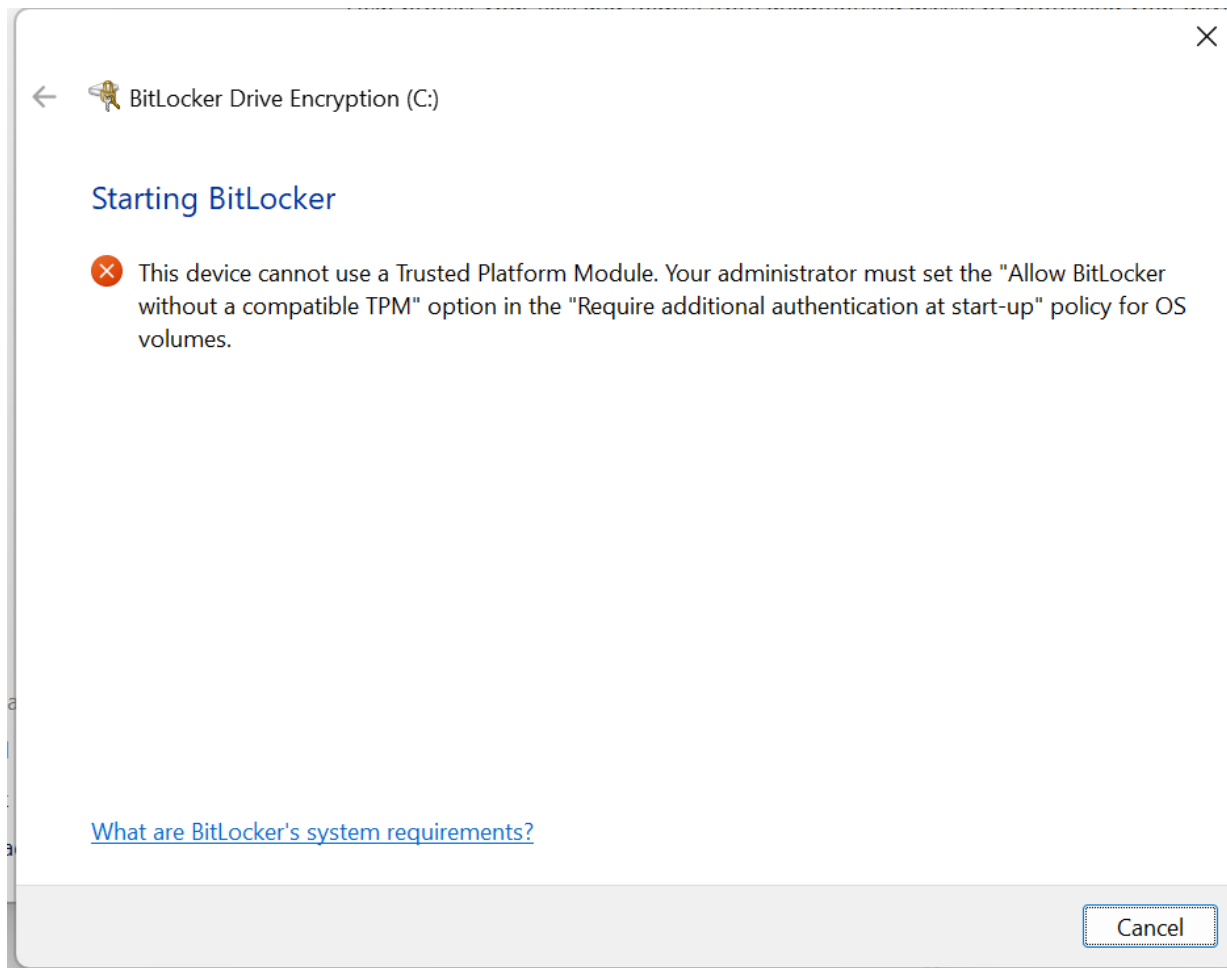 BitLocker Drive Encryption (C:)
Starting BitLocker
This device cannot use a Trusted Platform Module. Your administrator must set the "Allow BitLocker
without a compatible TPM" option in the "Require additional authentication at start-up" policy for OS
volumes.
What are BitLocker's system requirements?
Cancel